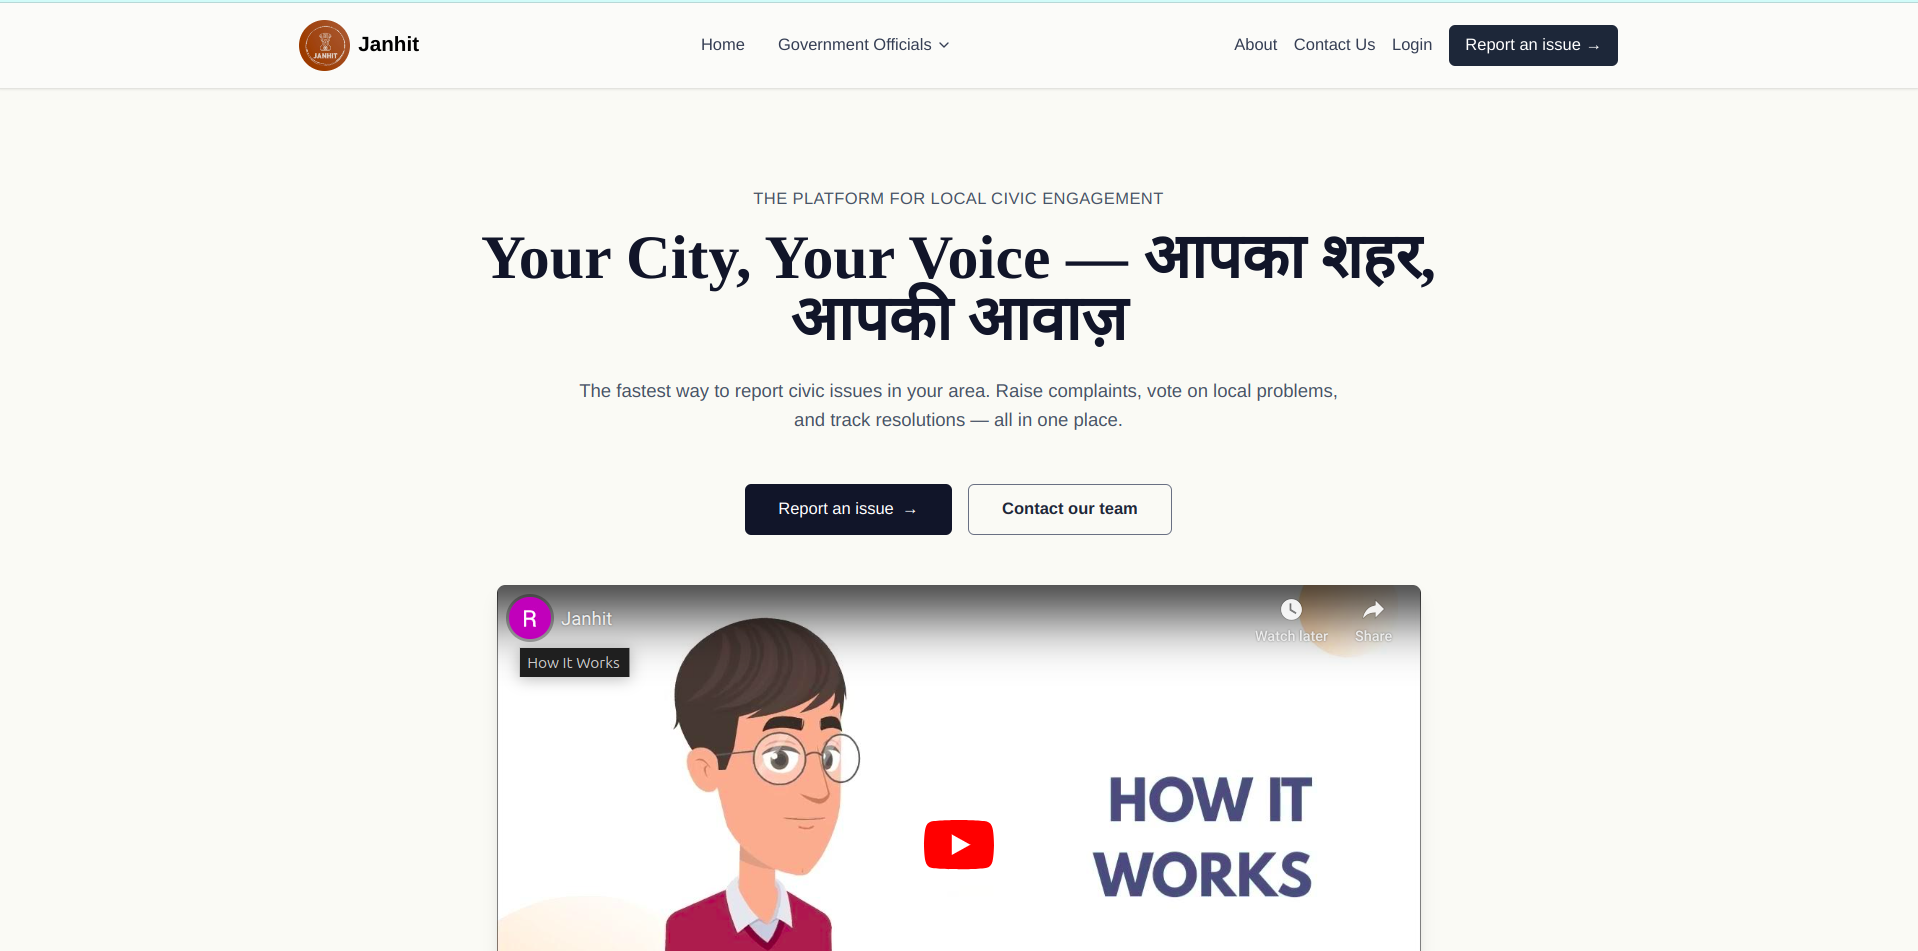 JANHIT
Janhit
Home
Government Officials
About
Contact Us
Login
Report an issue →
THE PLATFORM FOR LOCAL CIVIC ENGAGEMENT
Your City, Your Voice — आपका शहर,
आपकी आवाज़
The fastest way to report civic issues in your area. Raise complaints, vote on local problems,
and track resolutions — all in one place.
Report an issue →
Contact our team
R
Janhit
Watch later
Share
How It Works
HOW IT
WORKS